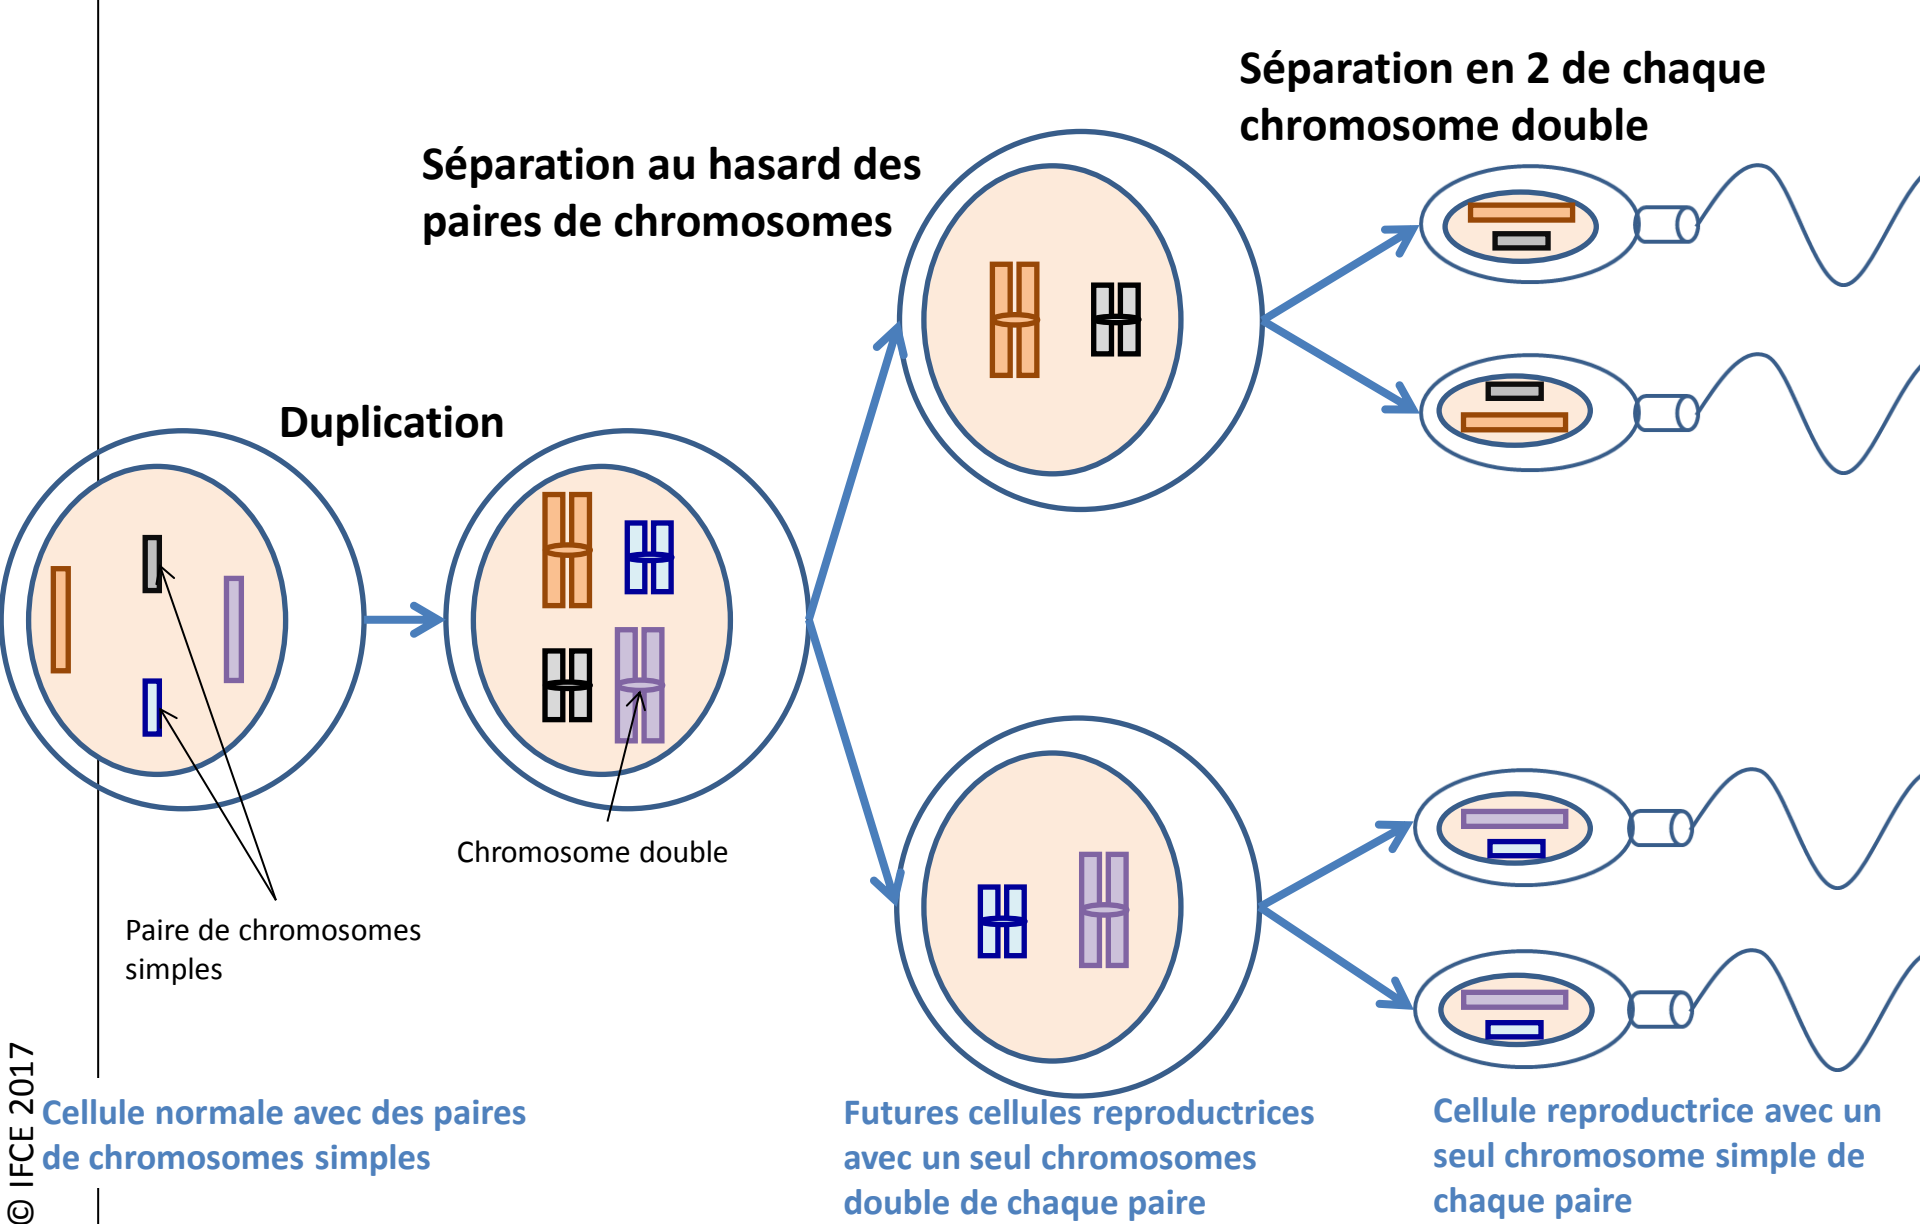 Séparation en 2 de chaque
chromosome double
Séparation au hasard des
paires de chromosomes
Duplication
Chromosome double
Paire de chromosomes
simples
Cellule normale avec des paires
de chromosomes simples
Futures cellules reproductrices
avec un seul chromosomes
double de chaque paire
Cellule reproductrice avec un
seul chromosome simple de
chaque paire
© IFCE 2017